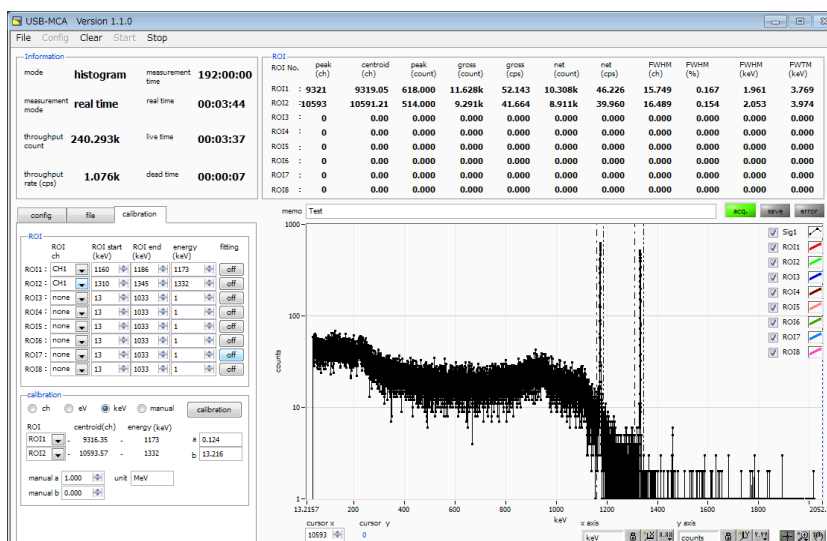 USB-MCA Version 1.1.0
File Config Clear Start Stop
Information
mode histogram measurement time 192:00:00
measurement mode real time real time 00:03:44
throughput count 240.293k live time 00:03:37
throughput rate (cps) 1.076k dead time 00:00:07
ROI
ROI No. peak (ch) centroid (ch) peak (count) gross (count) gross (cps) net (count) net (cps) FWHM (ch) FWHM (%) FWHM (keV) FWTM (keV)
ROI1 : 9321 9319.05 618.000 11.628k 52.143 10.308k 46.226 15.749 0.167 1.961 3.769
ROI2 :10593 10591.21 514.000 9.291k 41.664 8.911k 39.960 16.489 0.154 2.053 3.974
ROI3 : 0 0.00 0.000 0.000 0.000 0.000 0.000 0.000 0.000 0.000 0.000
ROI4 : 0 0.00 0.000 0.000 0.000 0.000 0.000 0.000 0.000 0.000 0.000
ROI5 : 0 0.00 0.000 0.000 0.000 0.000 0.000 0.000 0.000 0.000 0.000
ROI6 : 0 0.00 0.000 0.000 0.000 0.000 0.000 0.000 0.000 0.000 0.000
ROI7 : 0 0.00 0.000 0.000 0.000 0.000 0.000 0.000 0.000 0.000 0.000
ROI8 : 0 0.00 0.000 0.000 0.000 0.000 0.000 0.000 0.000 0.000 0.000
config file calibration
ROI
ROI ch ROI start (keV) ROI end (keV) energy (keV) fitting
ROI1 : CH1 1160 1186 1173 off
ROI2 : CH1 1310 1345 1332 off
ROI3 : none 13 1033 1 off
ROI4 : none 13 1033 1 off
ROI5 : none 13 1033 1 off
ROI6 : none 13 1033 1 off
ROI7 : none 13 1033 1 off
ROI8 : none 13 1033 1 off
calibration
ch eV keV manual calibration
ROI centroid(ch) energy (keV)
ROI1 - 9316.35 - 1173 a 0.124
ROI2 - 10593.57 - 1332 b 13.216
manual a 1.000 unit MeV
manual b 0.000
memo Test acq. save error
1000
100
10
1
counts
13.2157 200 400 600 800 1000 1200 1400 1600 1800 2052.
keV
Sig1
ROI1
ROI2
ROI3
ROI4
ROI5
ROI6
ROI7
ROI8
cursor x cursor y x axis y axis
10593 0 keV counts